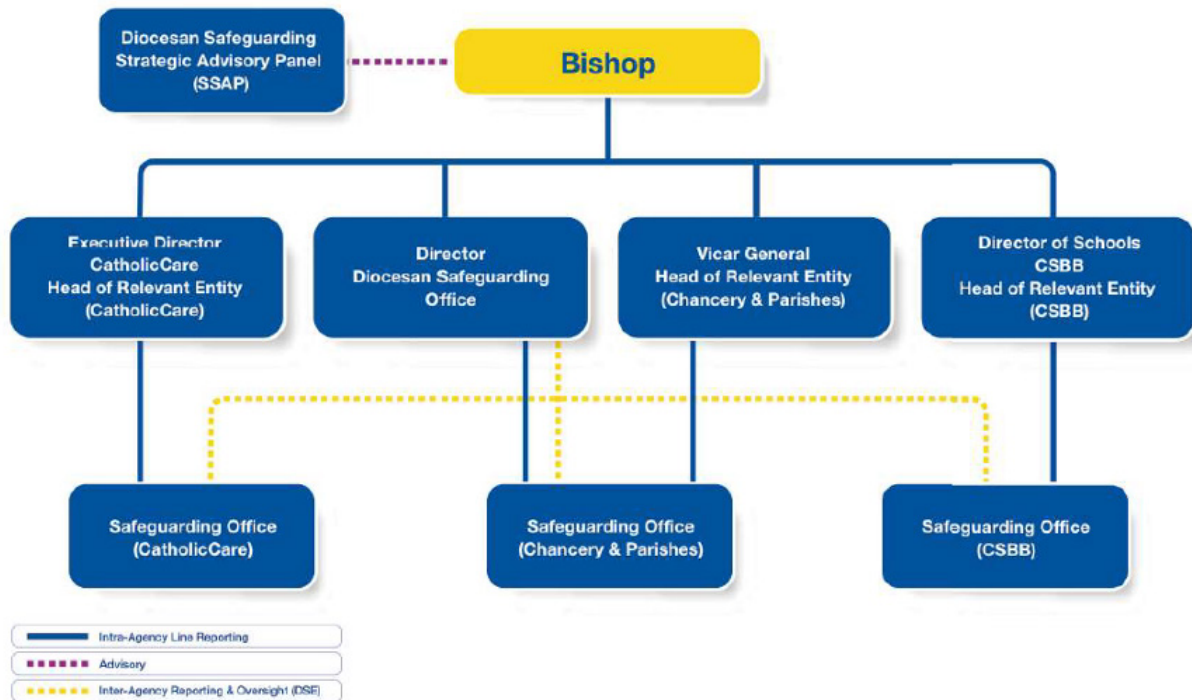 Diocesan Safeguarding
Strategic Advisory Panel
(SSAP)
Bishop
Executive Director
CatholicCare
Head of Relevant Entity
(CatholicCare)
Director
Diocesan Safeguarding
Office
Vicar General
Head of Relevant Entity
(Chancery & Parishes)
Director of Schools
CSBB
Head of Relevant Entity
(CSBB)
Safeguarding Office
(CatholicCare)
Safeguarding Office
(Chancery & Parishes)
Safeguarding Office
(CSBB)
Intra-Agency Line Reporting
Advisory
Inter-Agency Reporting & Oversight (DSE)